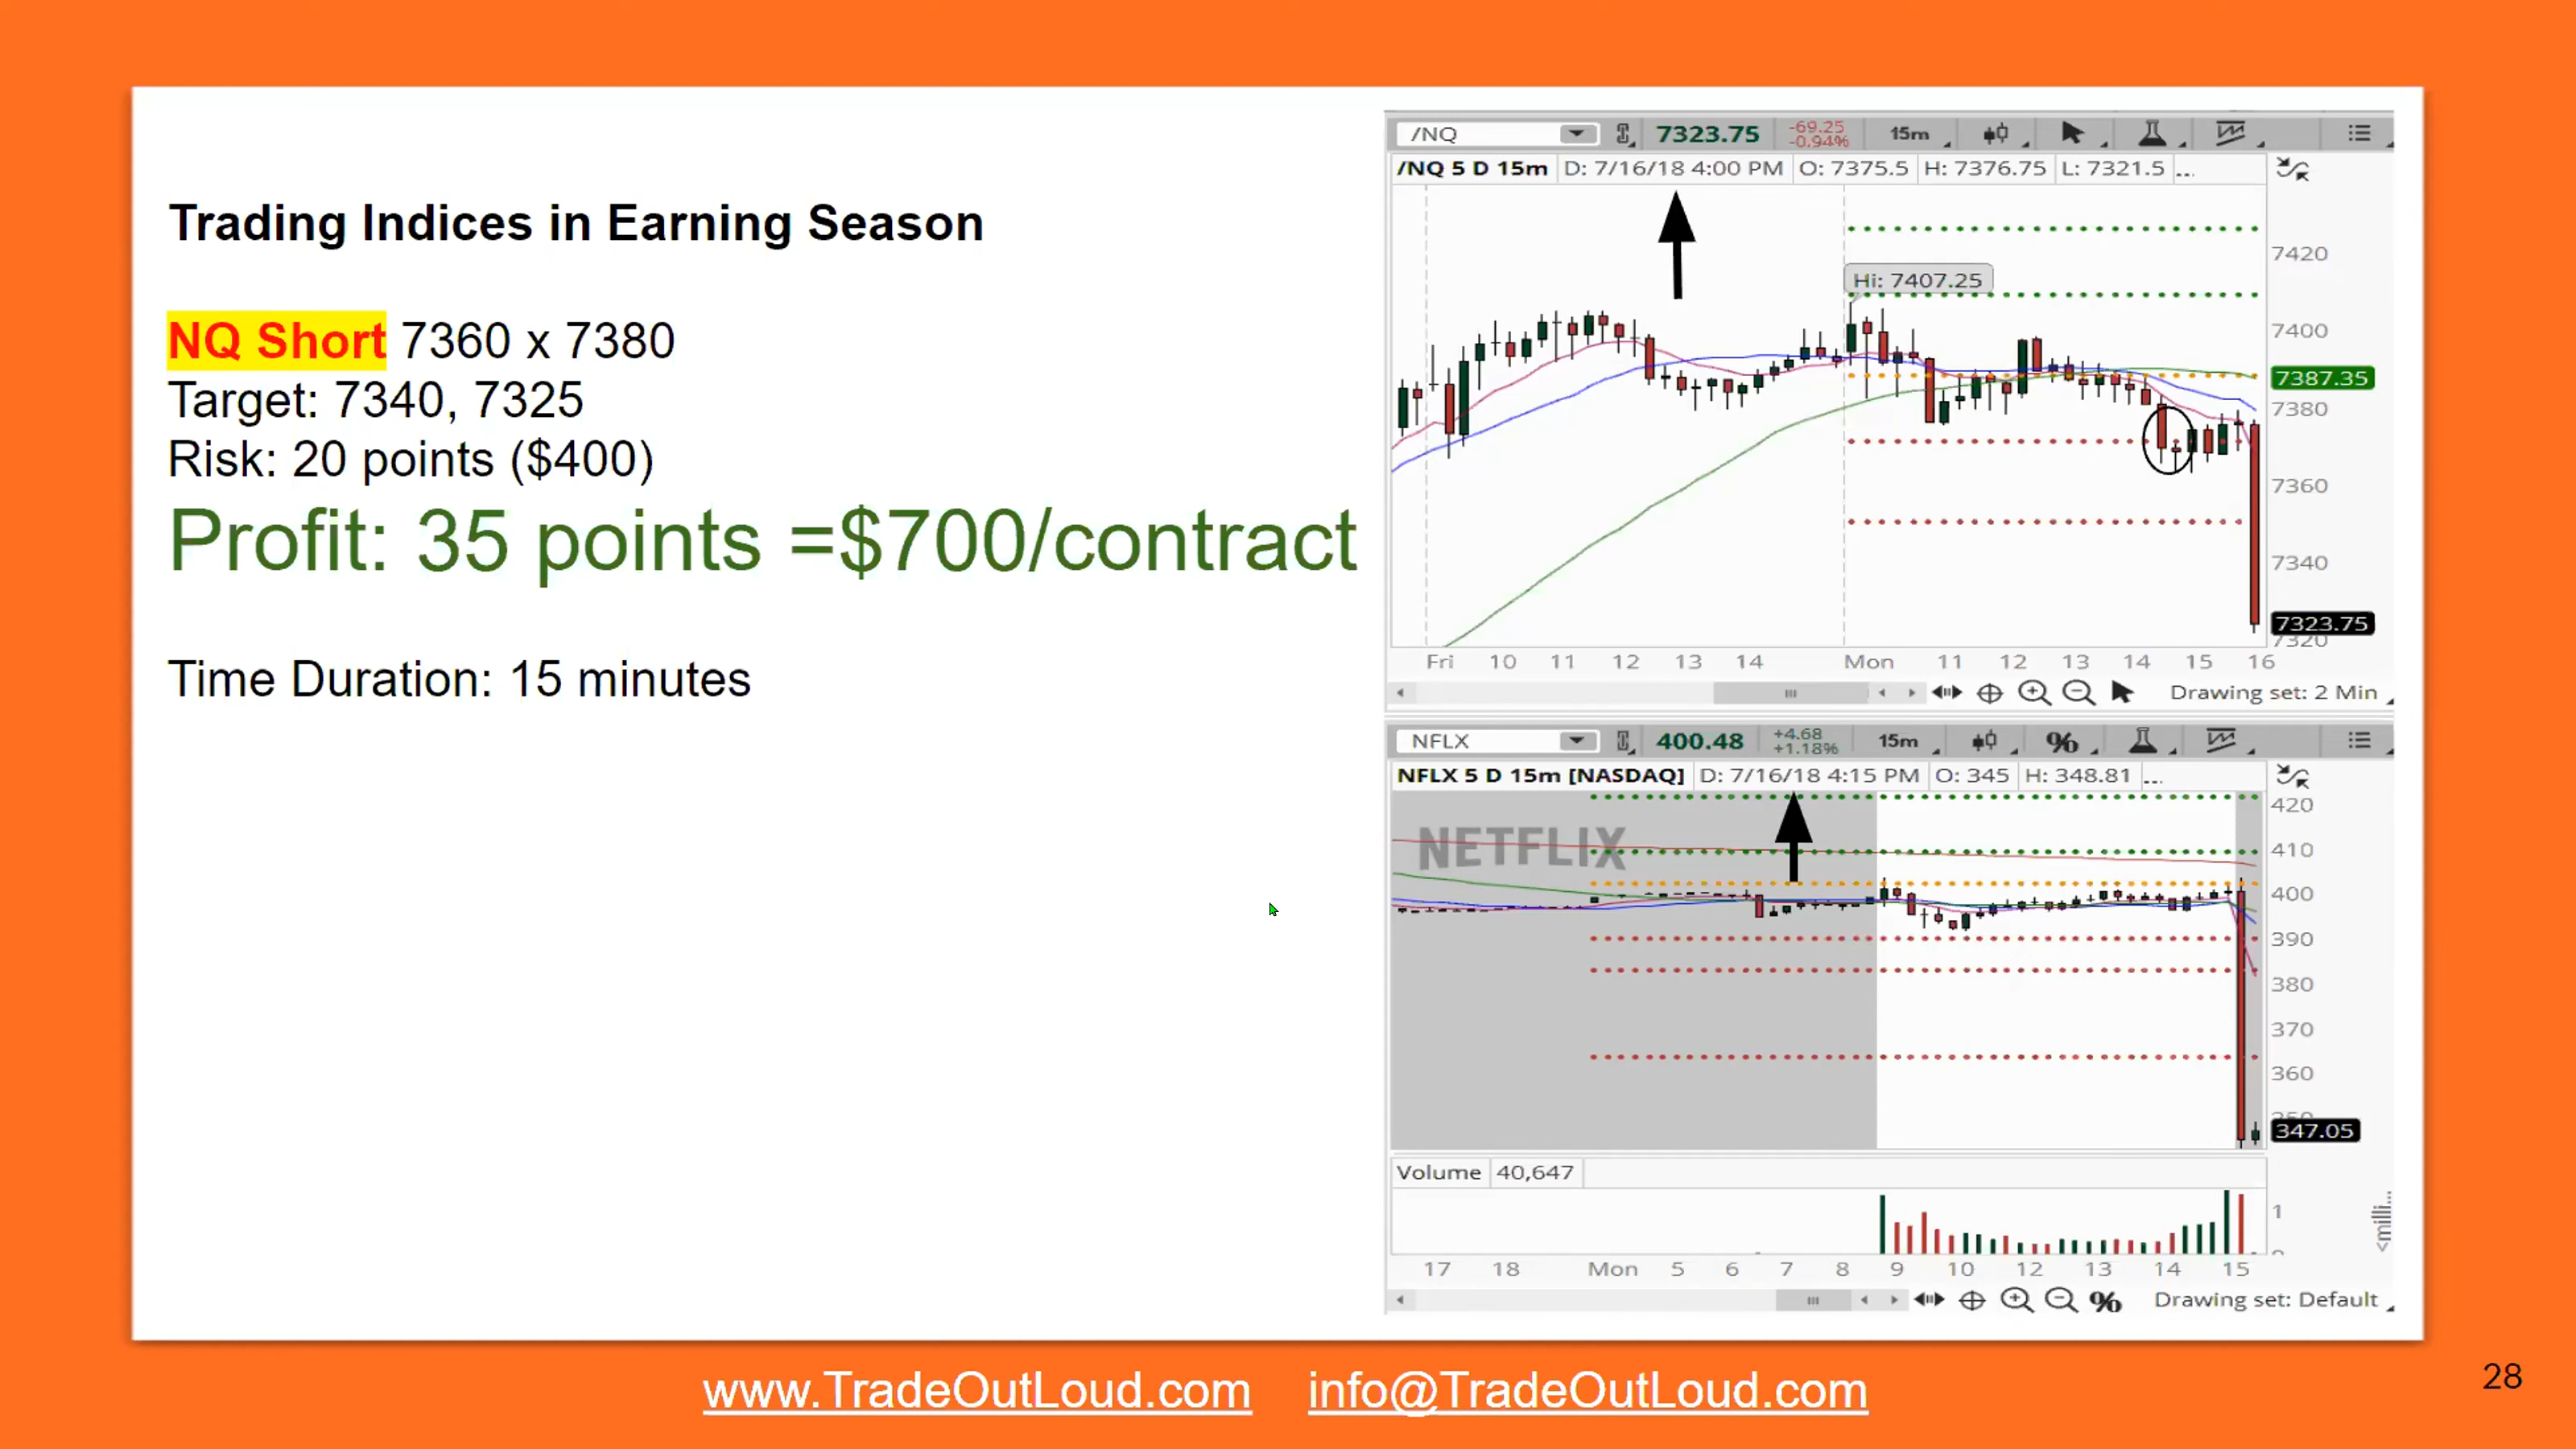 Trading Indices in Earning Season
NQ Short 7360 x 7380
Target: 7340, 7325
Risk: 20 points ($400)
Profit: 35 points =$700/contract
Time Duration: 15 minutes
/NQ 7323.75 -69.25 -0.94% 15m
/NQ 5 D 15m D: 7/16/18 4:00 PM O: 7375.5 H: 7376.75 L: 7321.5 ...
Hi: 7407.25
7420
7400
7387.35
7380
7360
7340
7323.75
7320
Fri 10 11 12 13 14 Mon 11 12 13 14 15 16
Drawing set: 2 Min
NFLX 400.48 +4.68 +1.18% 15m
NFLX 5 D 15m [NASDAQ] D: 7/16/18 4:15 PM O: 345 H: 348.81 ...
NETFLIX
420
410
400
390
380
370
360
350
347.05
Volume 40,647
1
0
<milli...
17 18 Mon 5 6 7 8 9 10 12 13 14 15
Drawing set: Default
www.TradeOutLoud.com info@TradeOutLoud.com
28